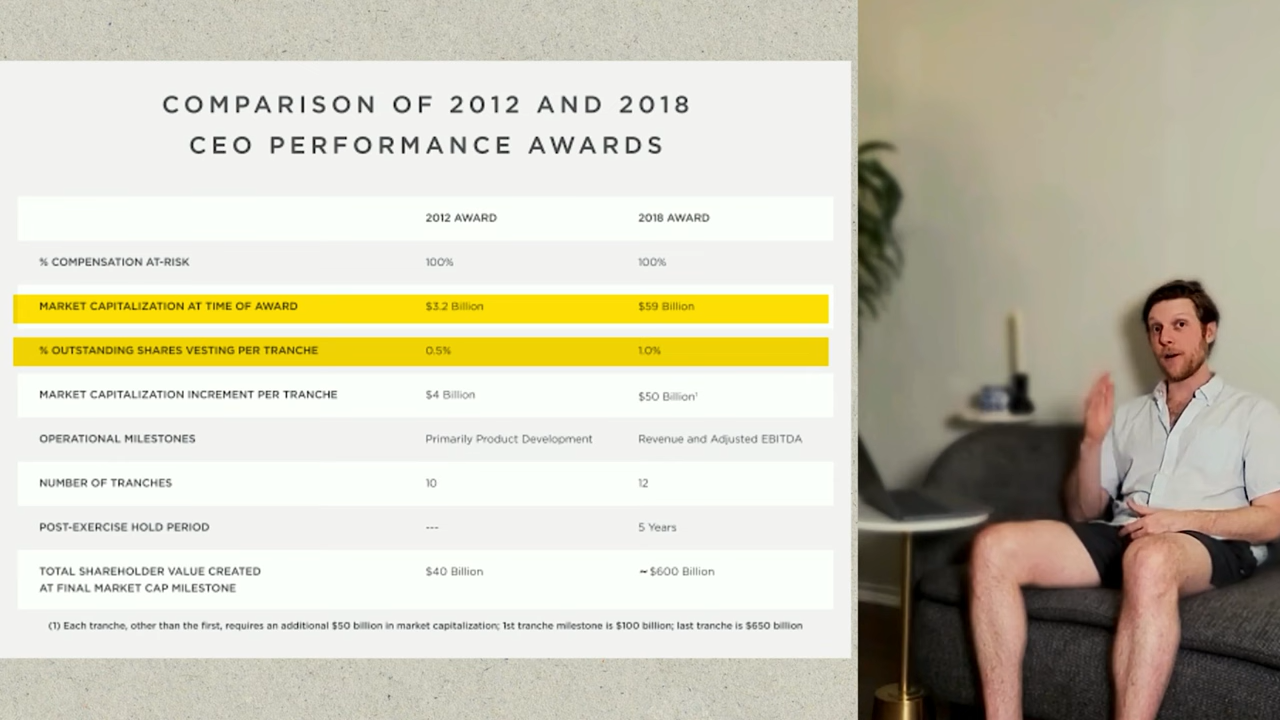 COMPARISON OF 2012 AND 2018
CEO PERFORMANCE AWARDS
2012 AWARD 2018 AWARD
% COMPENSATION AT-RISK 100% 100%
MARKET CAPITALIZATION AT TIME OF AWARD $3.2 Billion $59 Billion
% OUTSTANDING SHARES VESTING PER TRANCHE 0.5% 1.0%
MARKET CAPITALIZATION INCREMENT PER TRANCHE $4 Billion $50 Billion¹
OPERATIONAL MILESTONES Primarily Product Development Revenue and Adjusted EBITDA
NUMBER OF TRANCHES 10 12
POST-EXERCISE HOLD PERIOD --- 5 Years
TOTAL SHAREHOLDER VALUE CREATED $40 Billion ~$600 Billion
AT FINAL MARKET CAP MILESTONE
(1) Each tranche, other than the first, requires an additional $50 billion in market capitalization; 1st tranche milestone is $100 billion; last tranche is $650 billion